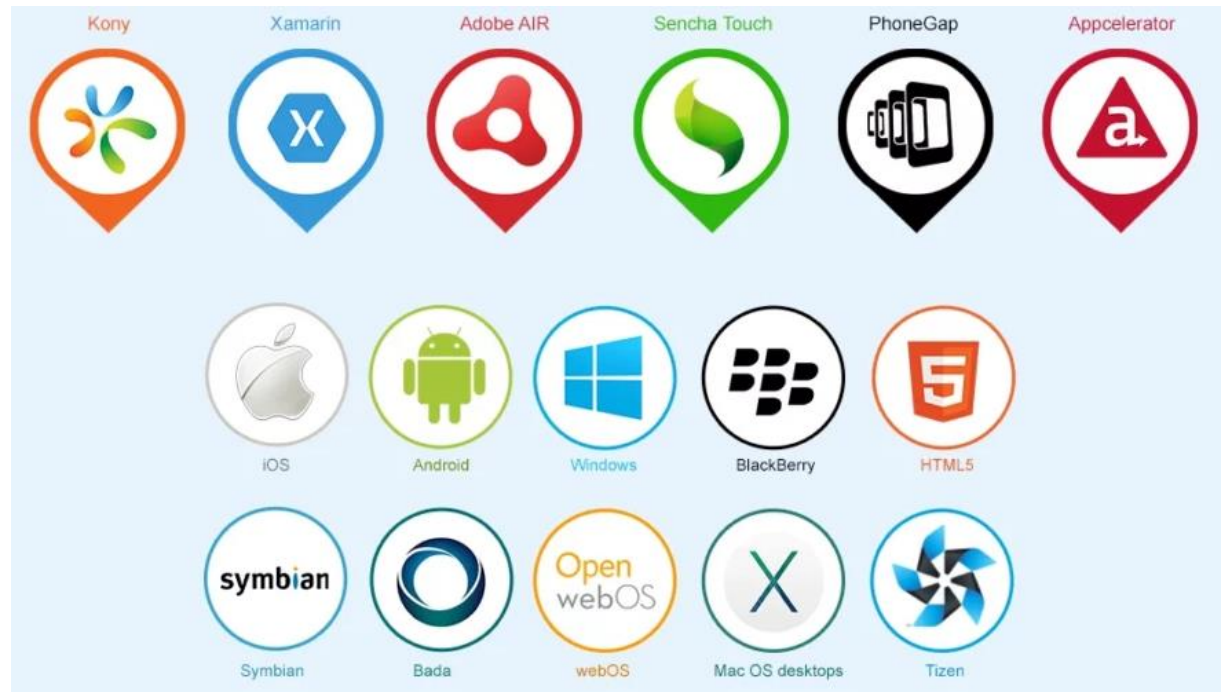 Kony
Xamarin
Adobe AIR
Sencha Touch
PhoneGap
Appcelerator
X
a
iOS
Android
Windows
BlackBerry
HTML5
5
symbian
Open
webOS
X
Symbian
Bada
webOS
Mac OS desktops
Tizen